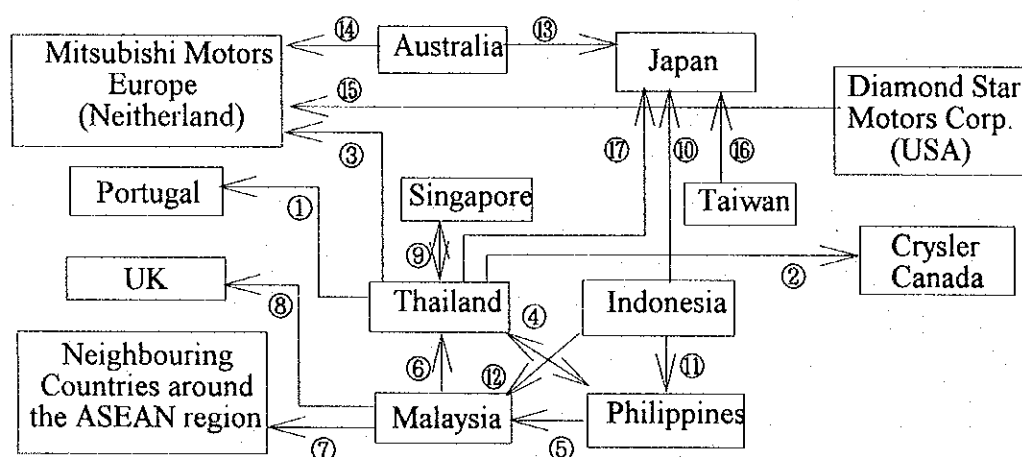 ⑭
Australia
⑬
Mitsubishi Motors
Europe
(Neitherland)
Japan
⑮
Diamond Star
Motors Corp.
(USA)
③
⑰
⑩
⑯
Portugal
①
Singapore
Taiwan
⑨
Crysler
Canada
②
UK
⑧
Thailand
④
Indonesia
Neighbouring
Countries around
the ASEAN region
⑥
⑫
⑪
Malaysia
Philippines
⑦
⑤